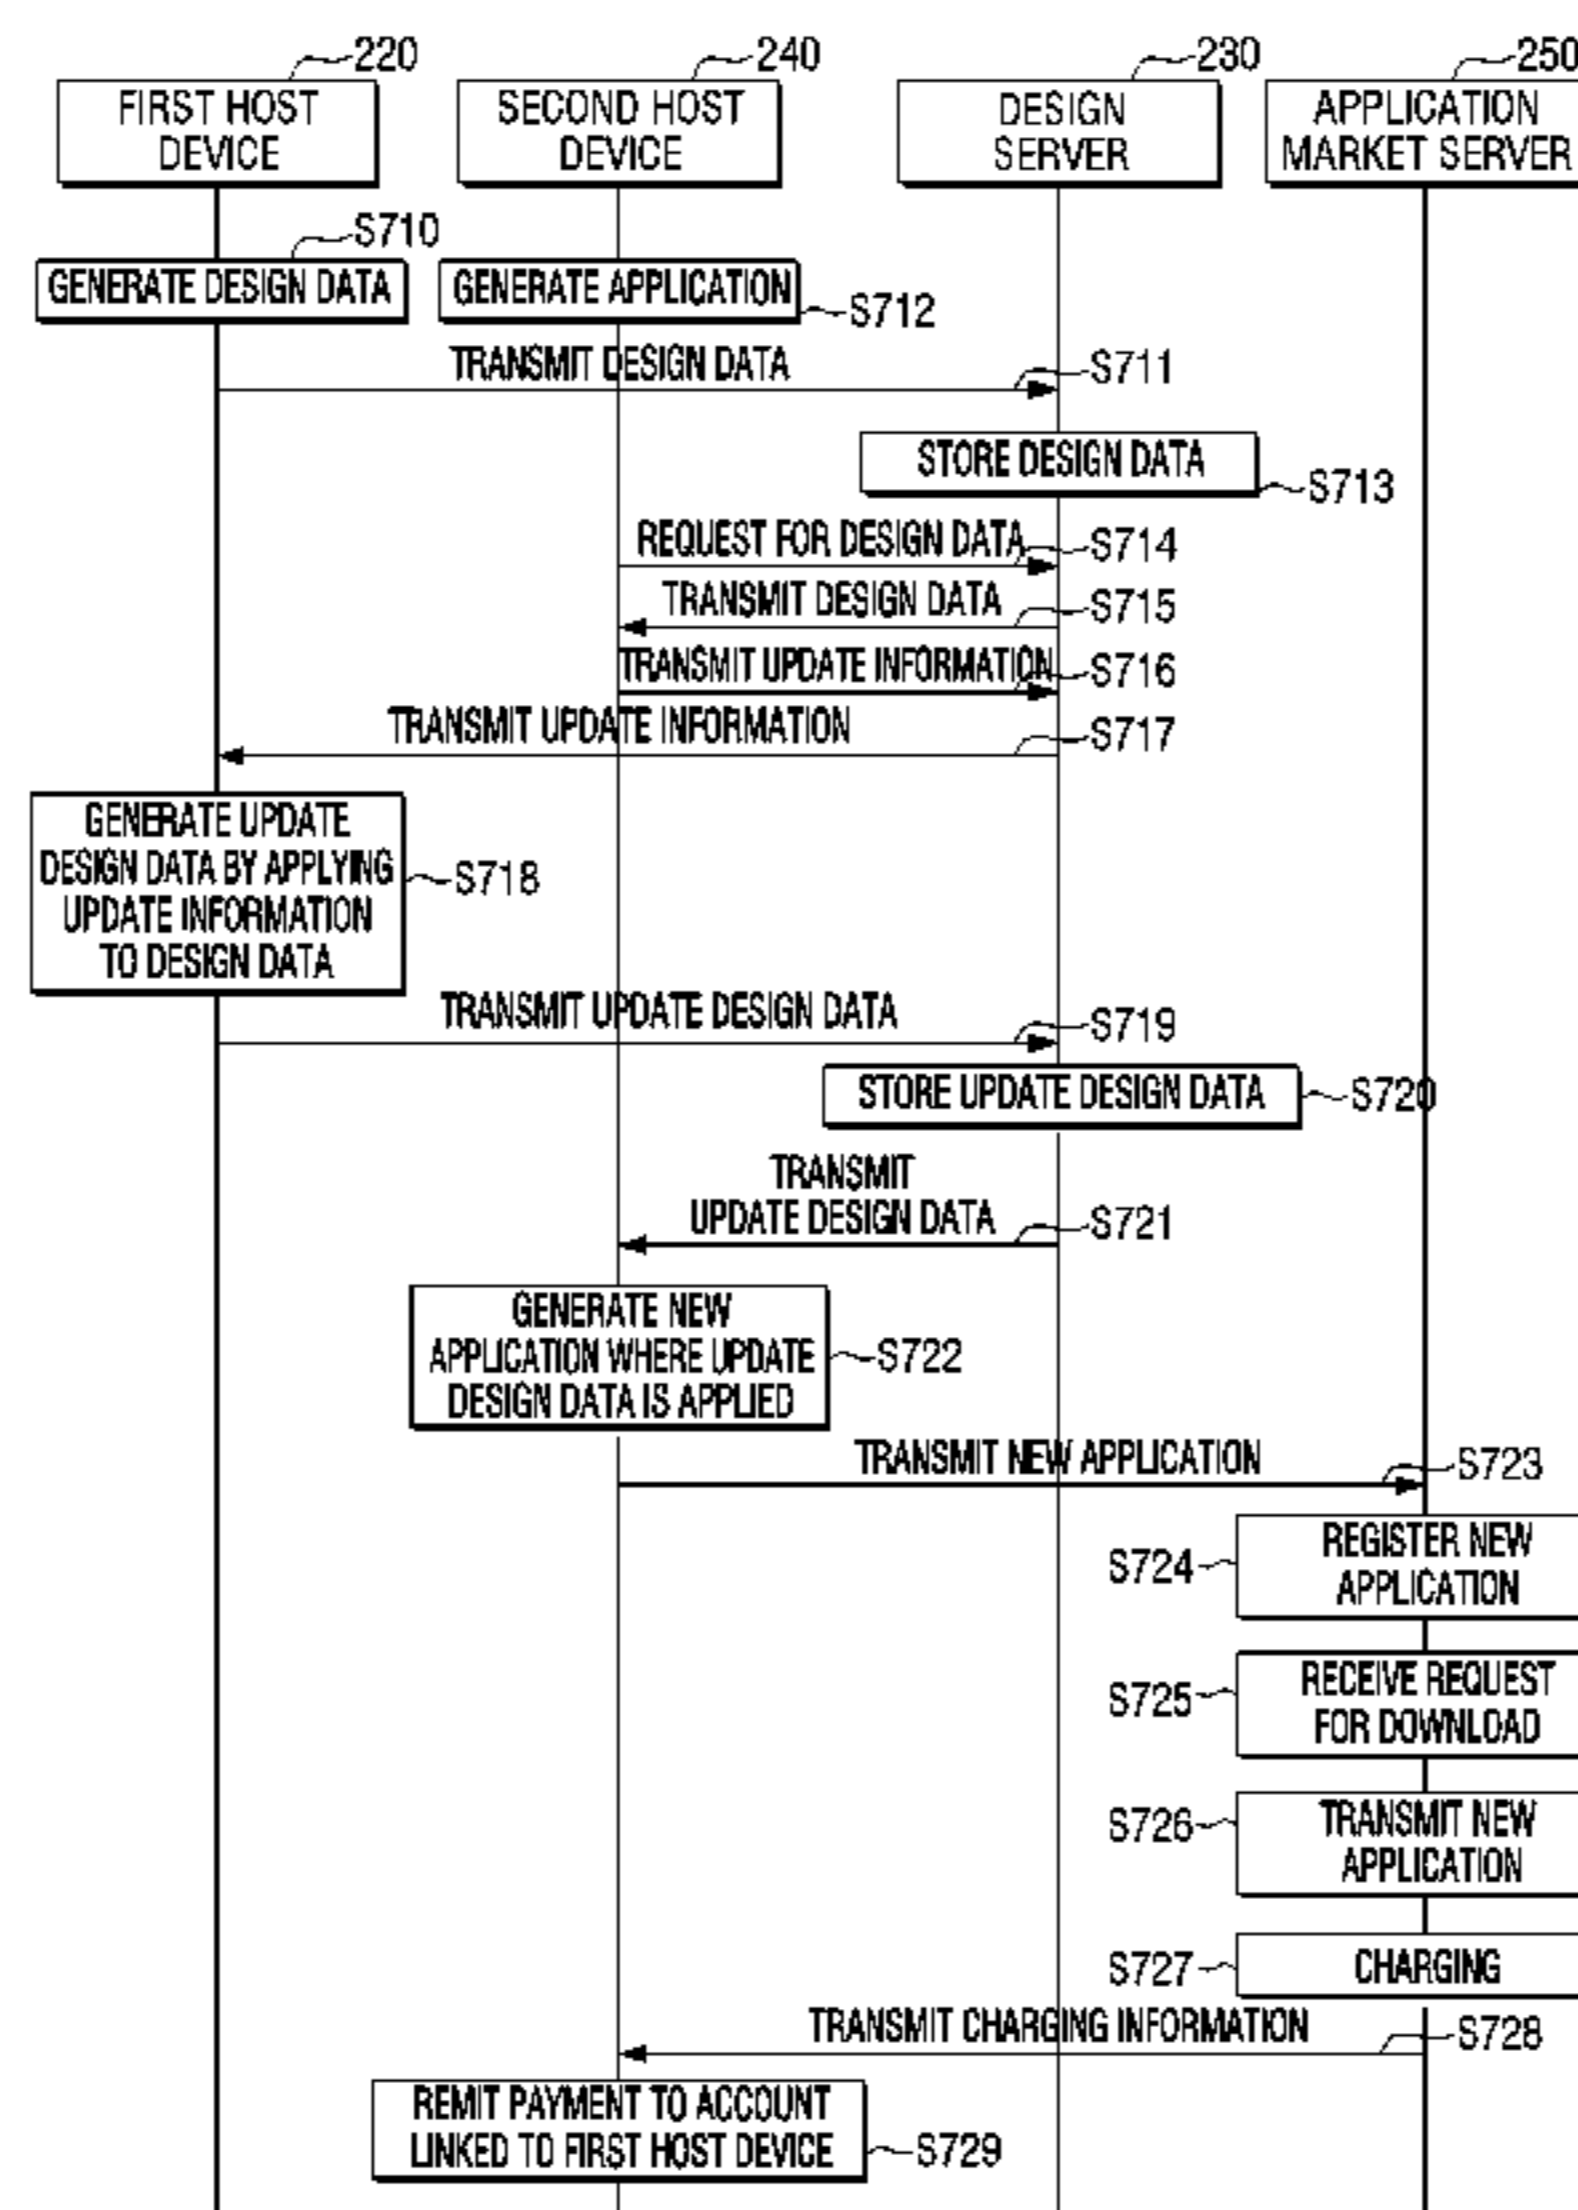 220
240
230
250
FIRST HOST
DEVICE
SECOND HOST
DEVICE
DESIGN
SERVER
APPLICATION
MARKET SERVER
S710
GENERATE DESIGN DATA
GENERATE APPLICATION
S712
TRANSMIT DESIGN DATA
S711
STORE DESIGN DATA
S713
REQUEST FOR DESIGN DATA
S714
TRANSMIT DESIGN DATA
S715
TRANSMIT UPDATE INFORMATION
S716
TRANSMIT UPDATE INFORMATION
S717
GENERATE UPDATE
DESIGN DATA BY APPLYING
UPDATE INFORMATION
TO DESIGN DATA
S718
TRANSMIT UPDATE DESIGN DATA
S719
STORE UPDATE DESIGN DATA
S720
TRANSMIT
UPDATE DESIGN DATA
S721
GENERATE NEW
APPLICATION WHERE UPDATE
DESIGN DATA IS APPLIED
S722
TRANSMIT NEW APPLICATION
S723
REGISTER NEW
APPLICATION
S724
RECEIVE REQUEST
FOR DOWNLOAD
S725
TRANSMIT NEW
APPLICATION
S726
CHARGING
S727
TRANSMIT CHARGING INFORMATION
S728
REMIT PAYMENT TO ACCOUNT
LINKED TO FIRST HOST DEVICE
S729